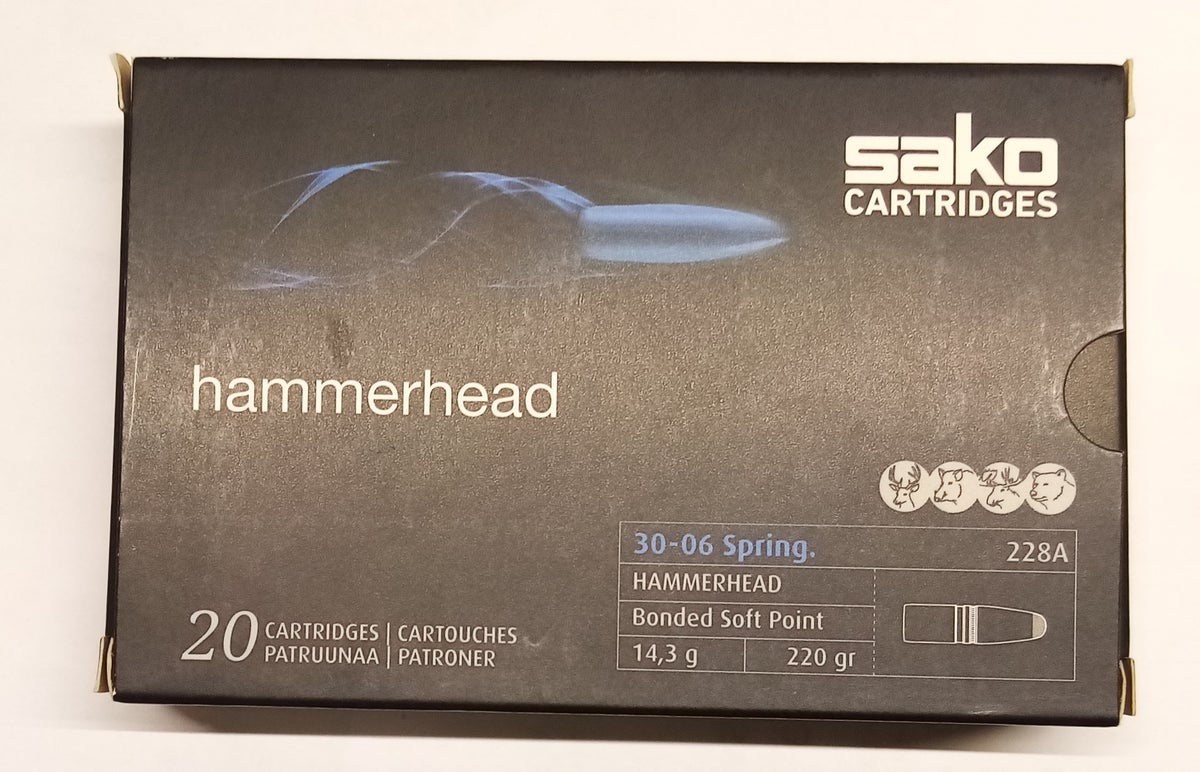 sako
CARTRIDGES
hammerhead
30-06 Spring. 228A
HAMMERHEAD
Bonded Soft Point
14,3 g 220 gr
20 CARTRIDGES | CARTOUCHES
PATRUUNAA | PATRONER